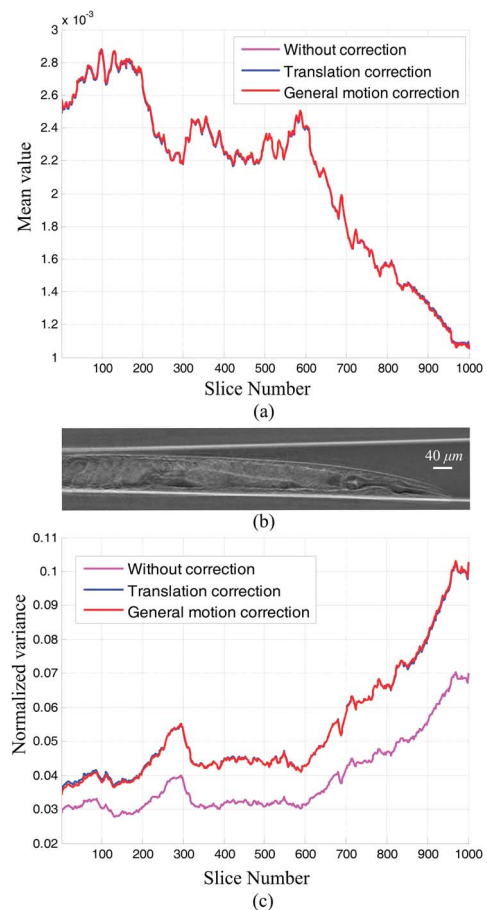 x 10⁻³
3
2.8
2.6
2.4
2.2
2
1.8
1.6
1.4
1.2
1
Mean value
Without correction
Translation correction
General motion correction
100 200 300 400 500 600 700 800 900 1000
Slice Number
(a)
40 μm
(b)
0.11
0.1
0.09
0.08
0.07
0.06
0.05
0.04
0.03
0.02
Normalized variance
Without correction
Translation correction
General motion correction
100 200 300 400 500 600 700 800 900 1000
Slice Number
(c)